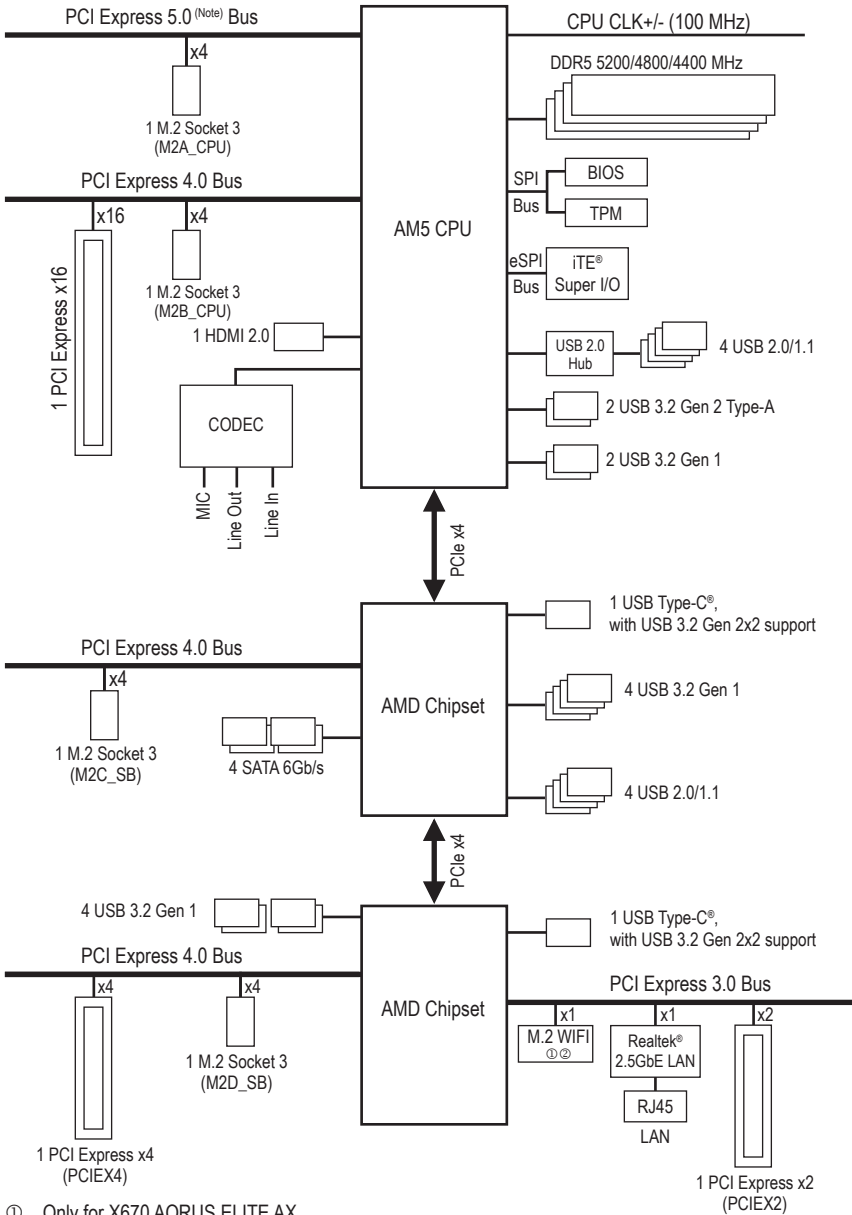 PCI Express 5.0 (Note) Bus
CPU CLK+/- (100 MHz)
x4
DDR5 5200/4800/4400 MHz
1 M.2 Socket 3
(M2A_CPU)
PCI Express 4.0 Bus
SPI
Bus
BIOS
TPM
x16
x4
AM5 CPU
1 PCI Express x16
1 M.2 Socket 3
(M2B_CPU)
eSPI
Bus
iTE®
Super I/O
1 HDMI 2.0
USB 2.0
Hub
4 USB 2.0/1.1
CODEC
2 USB 3.2 Gen 2 Type-A
2 USB 3.2 Gen 1
MIC
Line Out
Line In
PCIe x4
1 USB Type-C®,
with USB 3.2 Gen 2x2 support
PCI Express 4.0 Bus
x4
AMD Chipset
4 USB 3.2 Gen 1
1 M.2 Socket 3
(M2C_SB)
4 SATA 6Gb/s
4 USB 2.0/1.1
PCIe x4
4 USB 3.2 Gen 1
1 USB Type-C®,
with USB 3.2 Gen 2x2 support
PCI Express 4.0 Bus
PCI Express 3.0 Bus
x4
x4
AMD Chipset
x1
x1
x2
M.2 WIFI
① ②
Realtek®
2.5GbE LAN
1 M.2 Socket 3
(M2D_SB)
RJ45
LAN
1 PCI Express x4
(PCIEX4)
1 PCI Express x2
(PCIEX2)
① Only for X670 AORUS ELITE AX